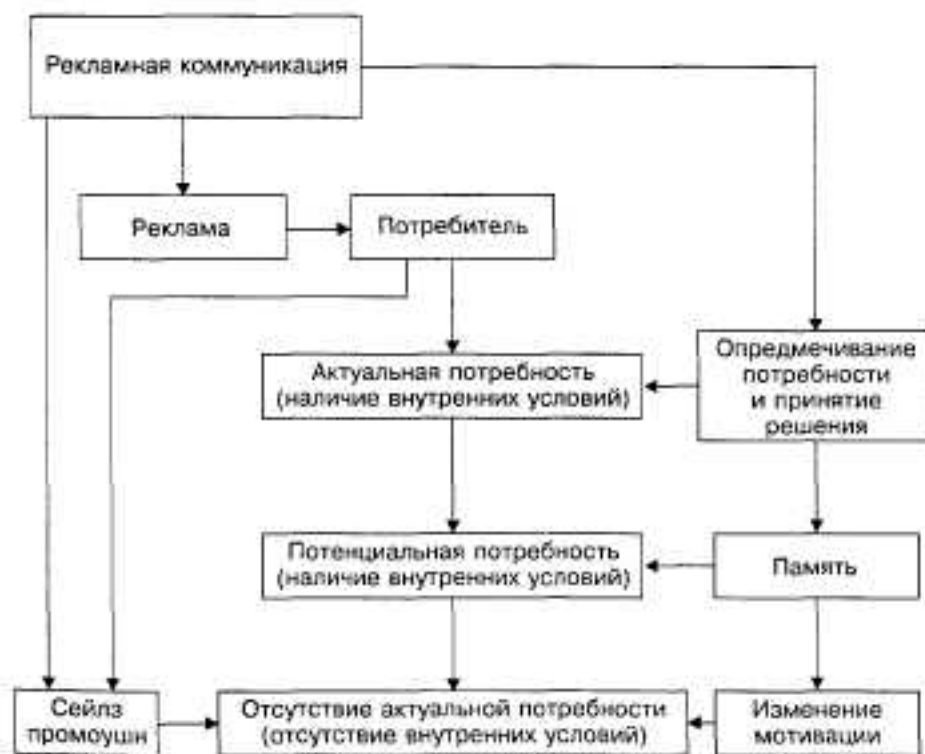 Рекламная коммуникация
Реклама
Потребитель
Актуальная потребность
(наличие внутренних условий)
Опредмечивание
потребности
и принятие
решения
Потенциальная потребность
(наличие внутренних условий)
Память
Сейлз
промоушн
Отсутствие актуальной потребности
(отсутствие внутренних условий)
Изменение
мотивации